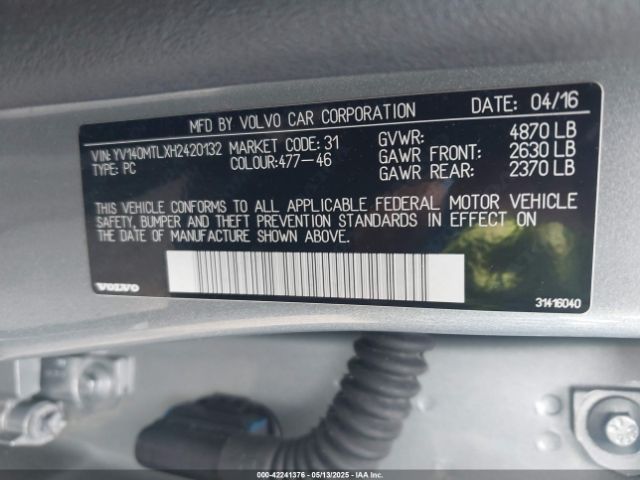 MFD BY VOLVO CAR CORPORATION DATE: 04/16
VIN: YV140MTLXH2420132 MARKET CODE: 31 GVWR: 4870 LB
TYPE: PC COLOUR: 477-46 GAWR FRONT: 2630 LB
GAWR REAR: 2370 LB
THIS VEHICLE CONFORMS TO ALL APPLICABLE FEDERAL MOTOR VEHICLE
SAFETY, BUMPER AND THEFT PREVENTION STANDARDS IN EFFECT ON
THE DATE OF MANUFACTURE SHOWN ABOVE.
VOLVO 31416040
000-42241376 - 05/13/2025 - IAAHC